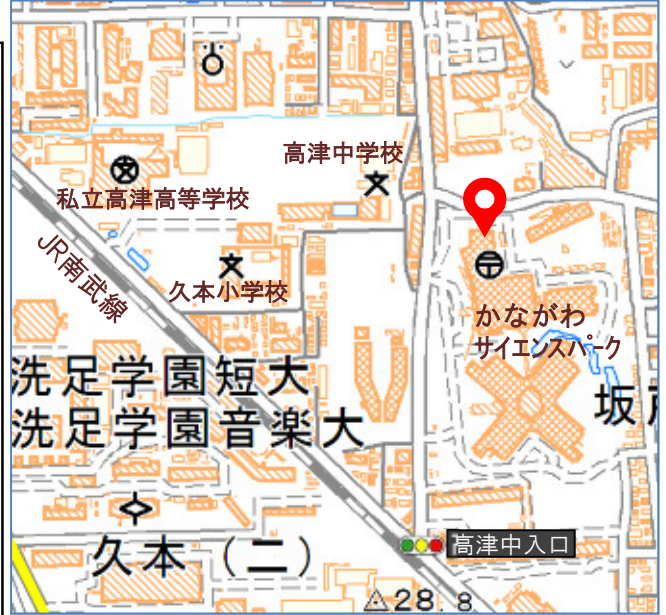 高津中学校
私立高津高等学校
JR南武線
久本小学校
かながわ
サイエンスパーク
洗足学園短大
洗足学園音楽大
坂戸
高津中入口
久本(二)
28.8